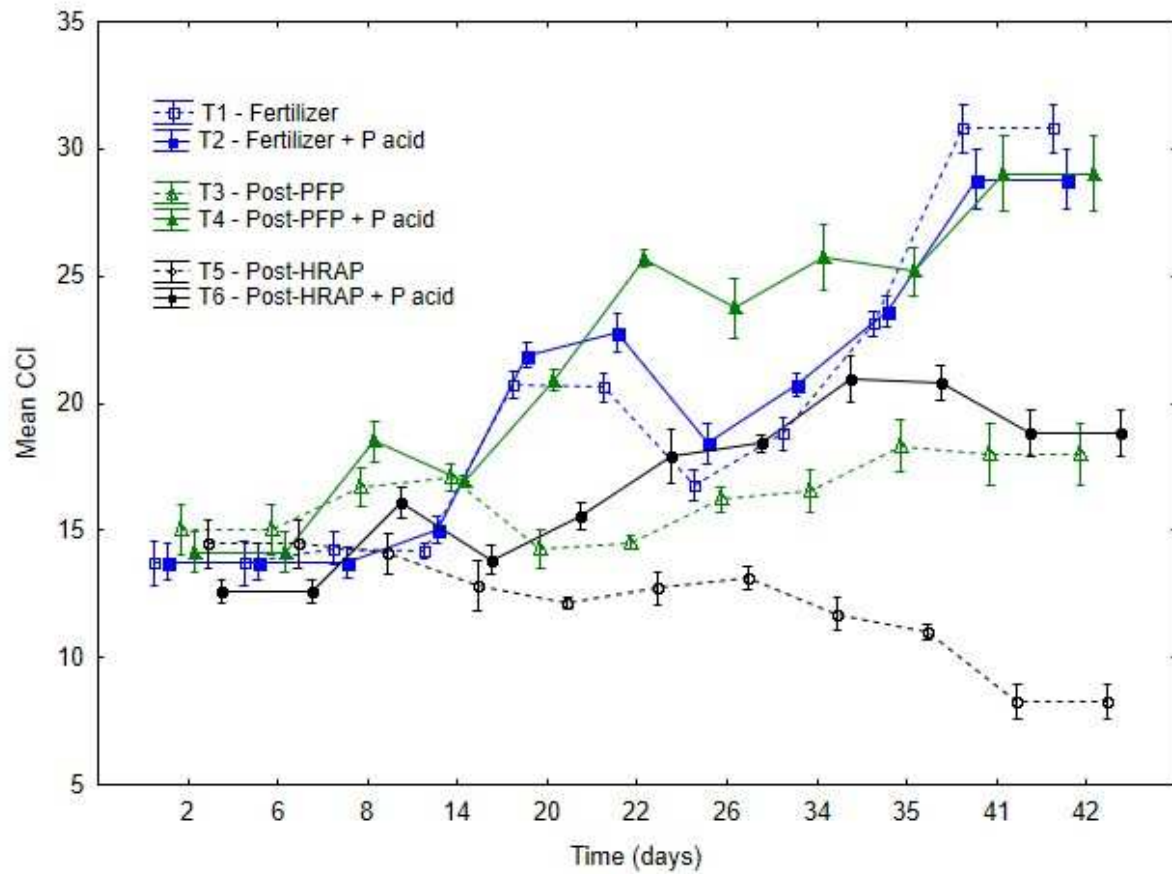 35
30
25
20
15
10
5
Mean CCI
T1 - Fertilizer
T2 - Fertilizer + P acid
T3 - Post-PFP
T4 - Post-PFP + P acid
T5 - Post-HRAP
T6 - Post-HRAP + P acid
2 6 8 14 20 22 26 34 35 41 42
Time (days)